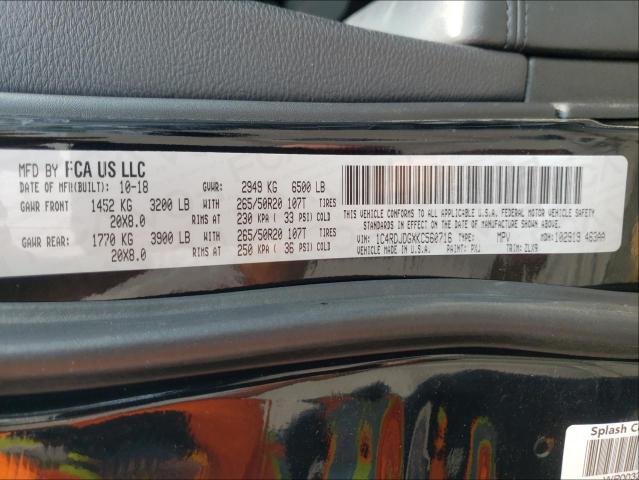 MFD BY FCA US LLC
DATE OF MFR(BUILT): 10-18 GVWR: 2949 KG 6500 LB
GAWR FRONT 1452 KG 3200 LB WITH 265/50R20 107T TIRES
20X8.0 RIMS AT 230 KPA ( 33 PSI) COLD
GAWR REAR: 1770 KG 3900 LB WITH 265/50R20 107T TIRES
20X8.0 RIMS AT 250 KPA ( 36 PSI) COLD
THIS VEHICLE CONFORMS TO ALL APPLICABLE U.S.A. FEDERAL MOTOR VEHICLE SAFETY
STANDARDS IN EFFECT ON THE DATE OF MANUFACTURE SHOWN ABOVE.
VIN: 1C4RDJDGXKC560716 TYPE: MPV MDH: 102919 463AA
VEHICLE MADE IN U.S.A. PAINT: PXJ TRIM: ZLX9
Splash